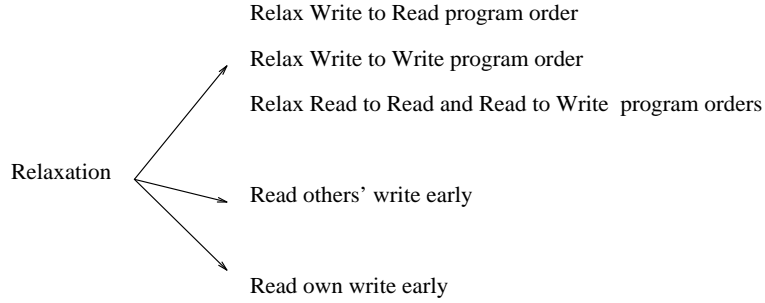 Relax Write to Read program order
Relax Write to Write program order
Relax Read to Read and Read to Write program orders
Relaxation
Read others’ write early
Read own write early